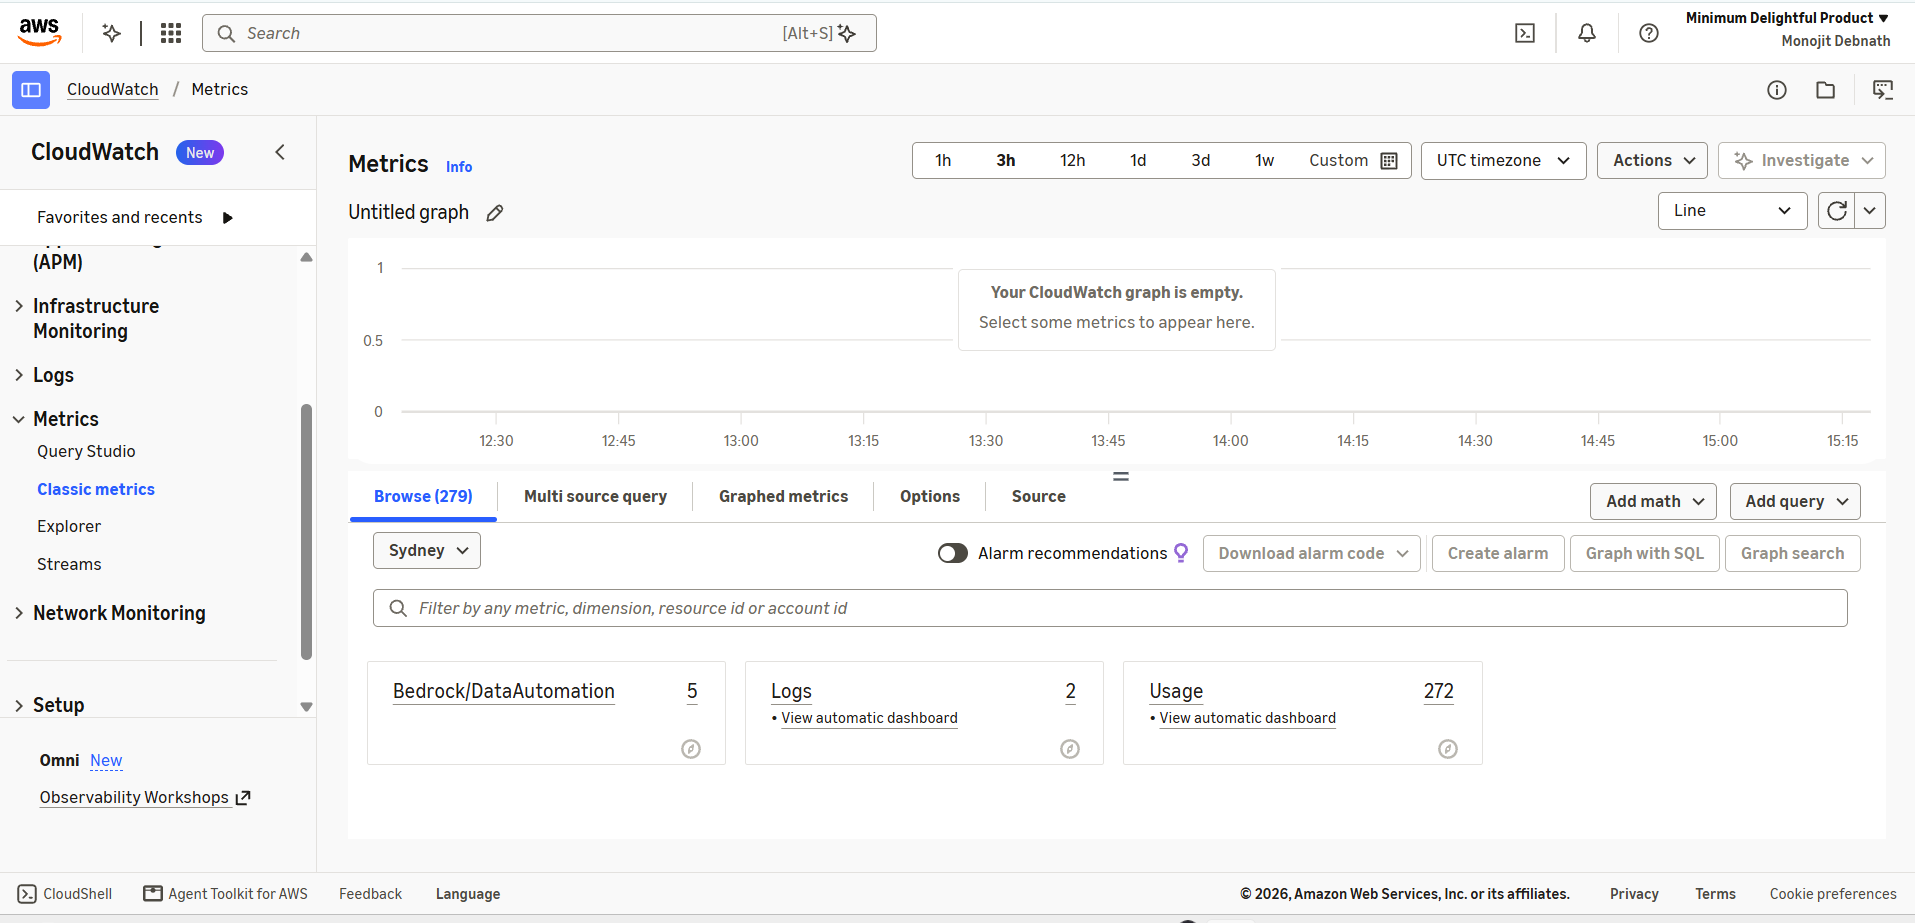 aws
Search [Alt+S]
Minimum Delightful Product
Monojit Debnath
CloudWatch / Metrics
CloudWatch New
Favorites and recents
(APM)
Infrastructure
Monitoring
Logs
Metrics
Query Studio
Classic metrics
Explorer
Streams
Network Monitoring
Setup
Omni New
Observability Workshops
Metrics Info
1h 3h 12h 1d 3d 1w Custom
UTC timezone
Actions
Investigate
Untitled graph
Line
1
0.5
0
Your CloudWatch graph is empty.
Select some metrics to appear here.
12:30 12:45 13:00 13:15 13:30 13:45 14:00 14:15 14:30 14:45 15:00 15:15
Browse (279) Multi source query Graphed metrics Options Source
Add math Add query
Sydney
Alarm recommendations
Download alarm code
Create alarm
Graph with SQL
Graph search
Filter by any metric, dimension, resource id or account id
Bedrock/DataAutomation 5
Logs 2
• View automatic dashboard
Usage 272
• View automatic dashboard
CloudShell Agent Toolkit for AWS Feedback Language
© 2026, Amazon Web Services, Inc. or its affiliates. Privacy Terms Cookie preferences